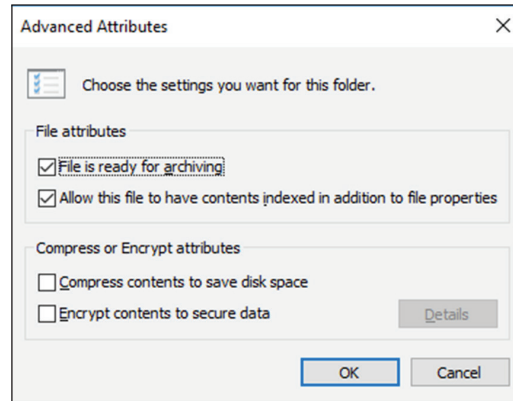 Advanced Attributes
Choose the settings you want for this folder.
File attributes
File is ready for archiving
Allow this file to have contents indexed in addition to file properties
Compress or Encrypt attributes
Compress contents to save disk space
Encrypt contents to secure data
Details
OK Cancel